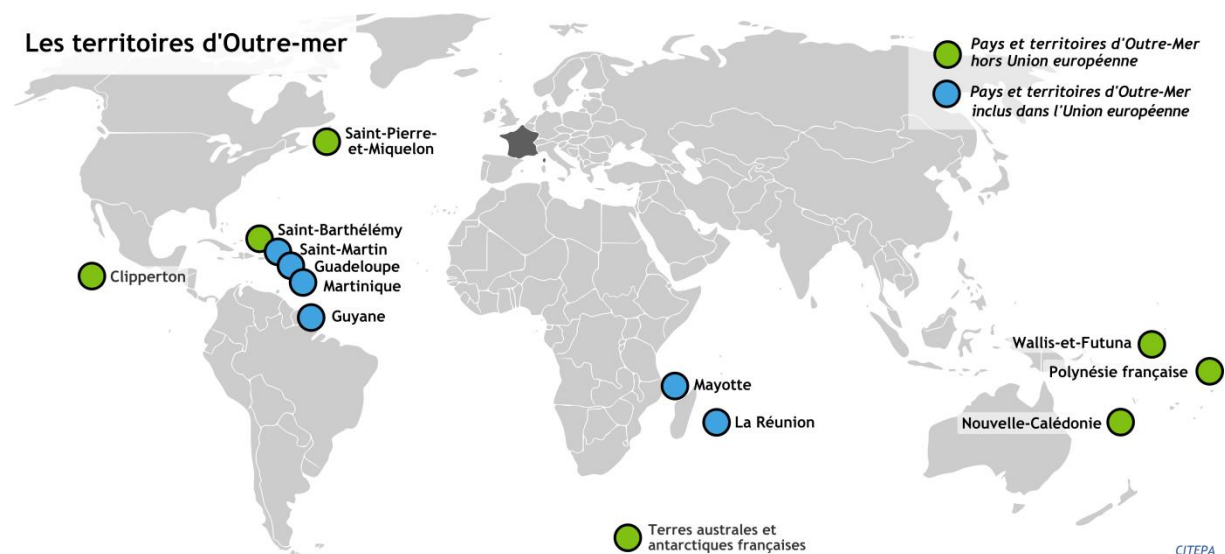 Les territoires d'Outre-mer
Pays et territoires d'Outre-Mer
hors Union européenne
Pays et territoires d'Outre-Mer
inclus dans l'Union européenne
Saint-Pierre-
et-Miquelon
Saint-Barthélémy
Saint-Martin
Guadeloupe
Martinique
Clipperton
Guyane
Wallis-et-Futuna
Polynésie française
Mayotte
La Réunion
Nouvelle-Calédonie
Terres australes et
antarctiques françaises
CITEPA